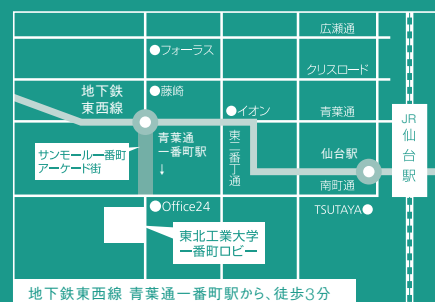 広瀬通
●フォーラス
クリスロード
地下鉄
東西線
●藤崎
●イオン
青葉通
JR
仙台駅
青葉通
一番町駅
↓
東二番丁通
仙台駅
サンモール一番町
アーケード街
南町通
●Office24
TSUTAYA●
東北工業大学
一番町ロビー
地下鉄東西線 青葉通一番町駅から、徒歩3分